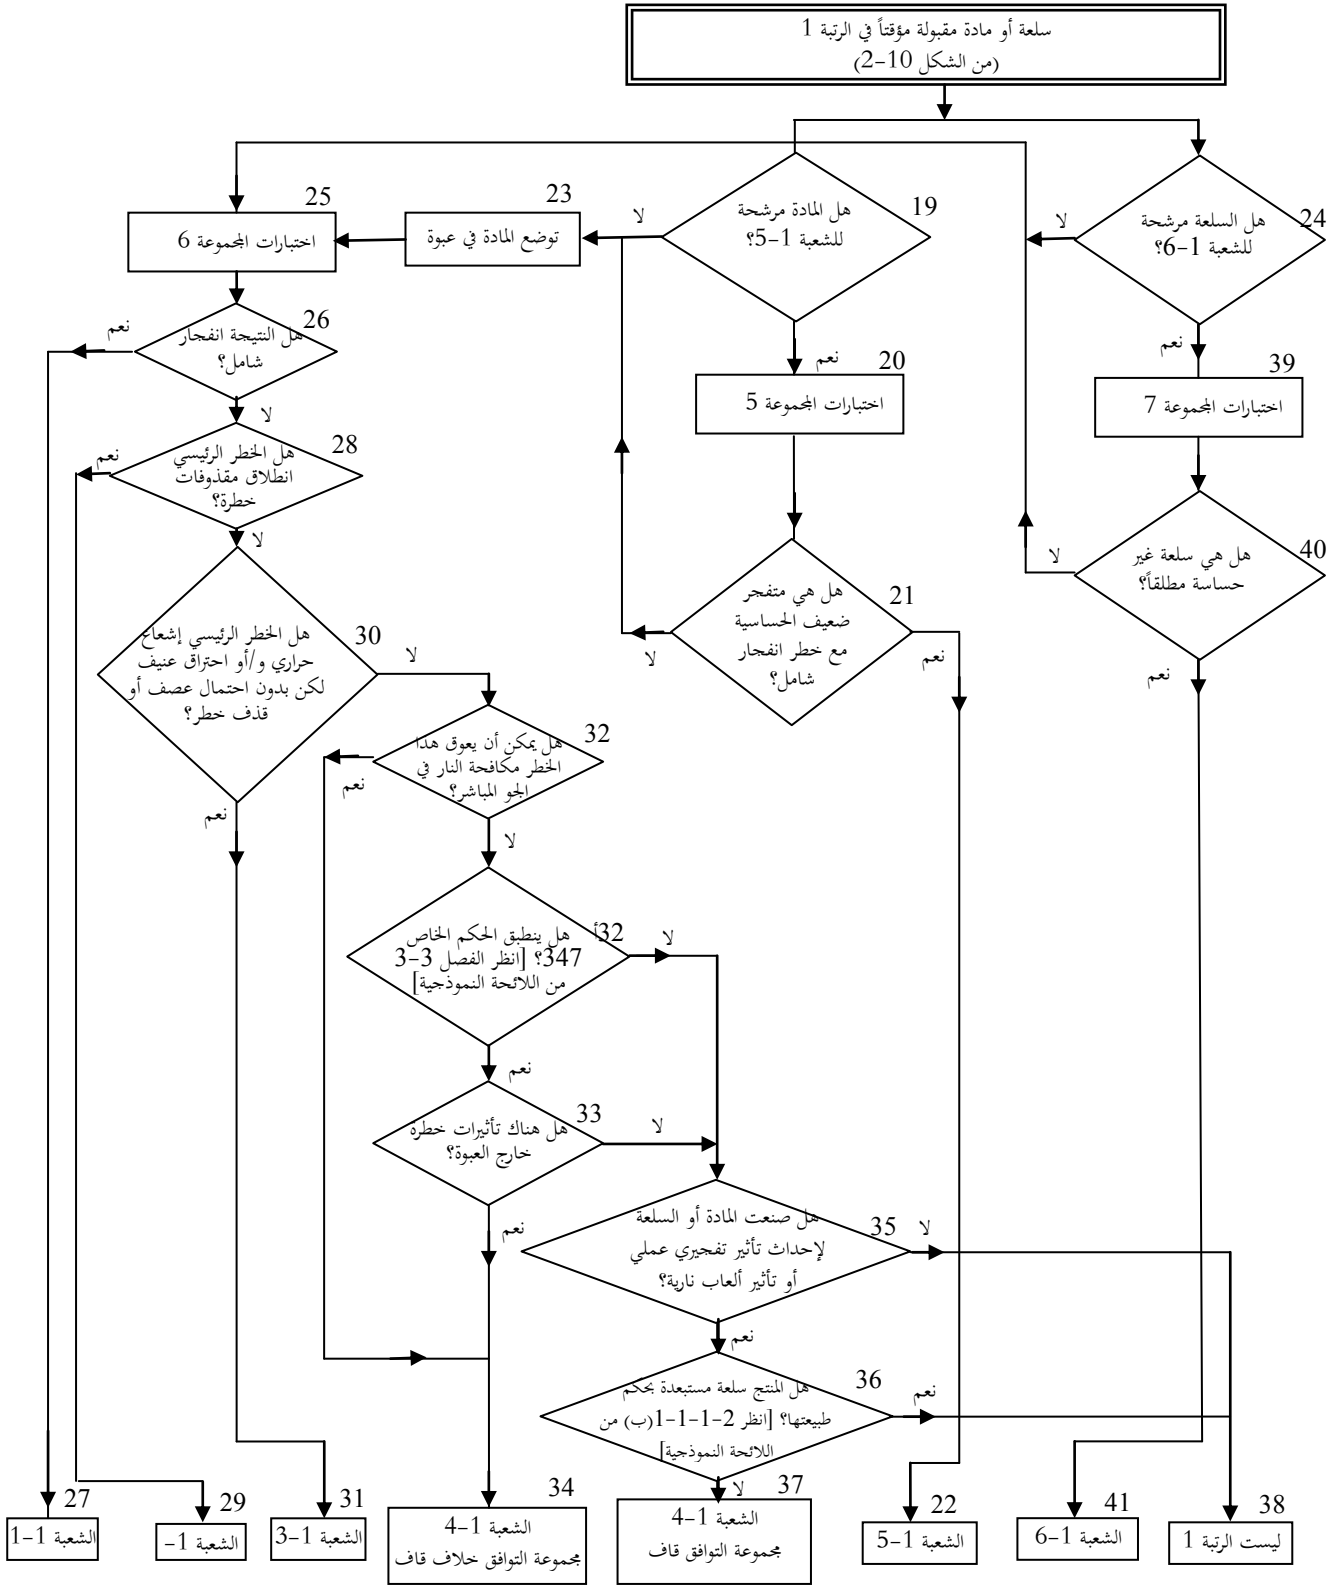 سلعة أو مادة مقبولة مؤقتاً في الرتبة 1
(من الشكل 10-2)
19
هل المادة مرشحة
للشعبة 1-5؟
لا
نعم
23
توضع المادة في عبوة
25
اختبارات المجموعة 6
24
هل السلعة مرشحة
للشعبة 1-6؟
لا
نعم
26
هل النتيجة انفجار
شامل؟
نعم
لا
20
اختبارات المجموعة 5
39
اختبارات المجموعة 7
28
هل الخطر الرئيسي
انطلاق مقذوفات
خطرة؟
نعم
لا
21
هل هي متفجر
ضعيف الحساسية
مع خطر انفجار
شامل؟
لا
نعم
40
هل هي سلعة غير
حساسة مطلقاً؟
لا
نعم
30
هل الخطر الرئيسي إشعاع
حراري و/أو احتراق عنيف
لكن بدون احتمال عصف أو
قذف خطر؟
لا
نعم
32
هل يمكن أن يعوق هذا
الخطر مكافحة النار في
الجو المباشر؟
نعم
لا
32أ
هل ينطبق الحكم الخاص
347؟ [انظر الفصل 3-3
من اللائحة النموذجية]
لا
نعم
33
هل هناك تأثيرات خطرة
خارج العبوة؟
لا
نعم
35
هل صنعت المادة أو السلعة
لإحداث تأثير تفجيري عملي
أو تأثير ألعاب نارية؟
لا
نعم
36
هل المنتج سلعة مستبعدة بحكم
طبيعتها؟ [انظر 2-1-1-1(ب) من
اللائحة النموذجية]
نعم
لا
27
الشعبة 1-1
29
الشعبة 1-
31
الشعبة 1-3
34
الشعبة 1-4
مجموعة التوافق خلاف قاف
37
الشعبة 1-4
مجموعة التوافق قاف
22
الشعبة 1-5
41
الشعبة 1-6
38
ليست الرتبة 1